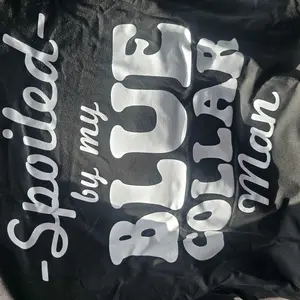 -Spoiled-
by my
BLUE
COLLAR
Man